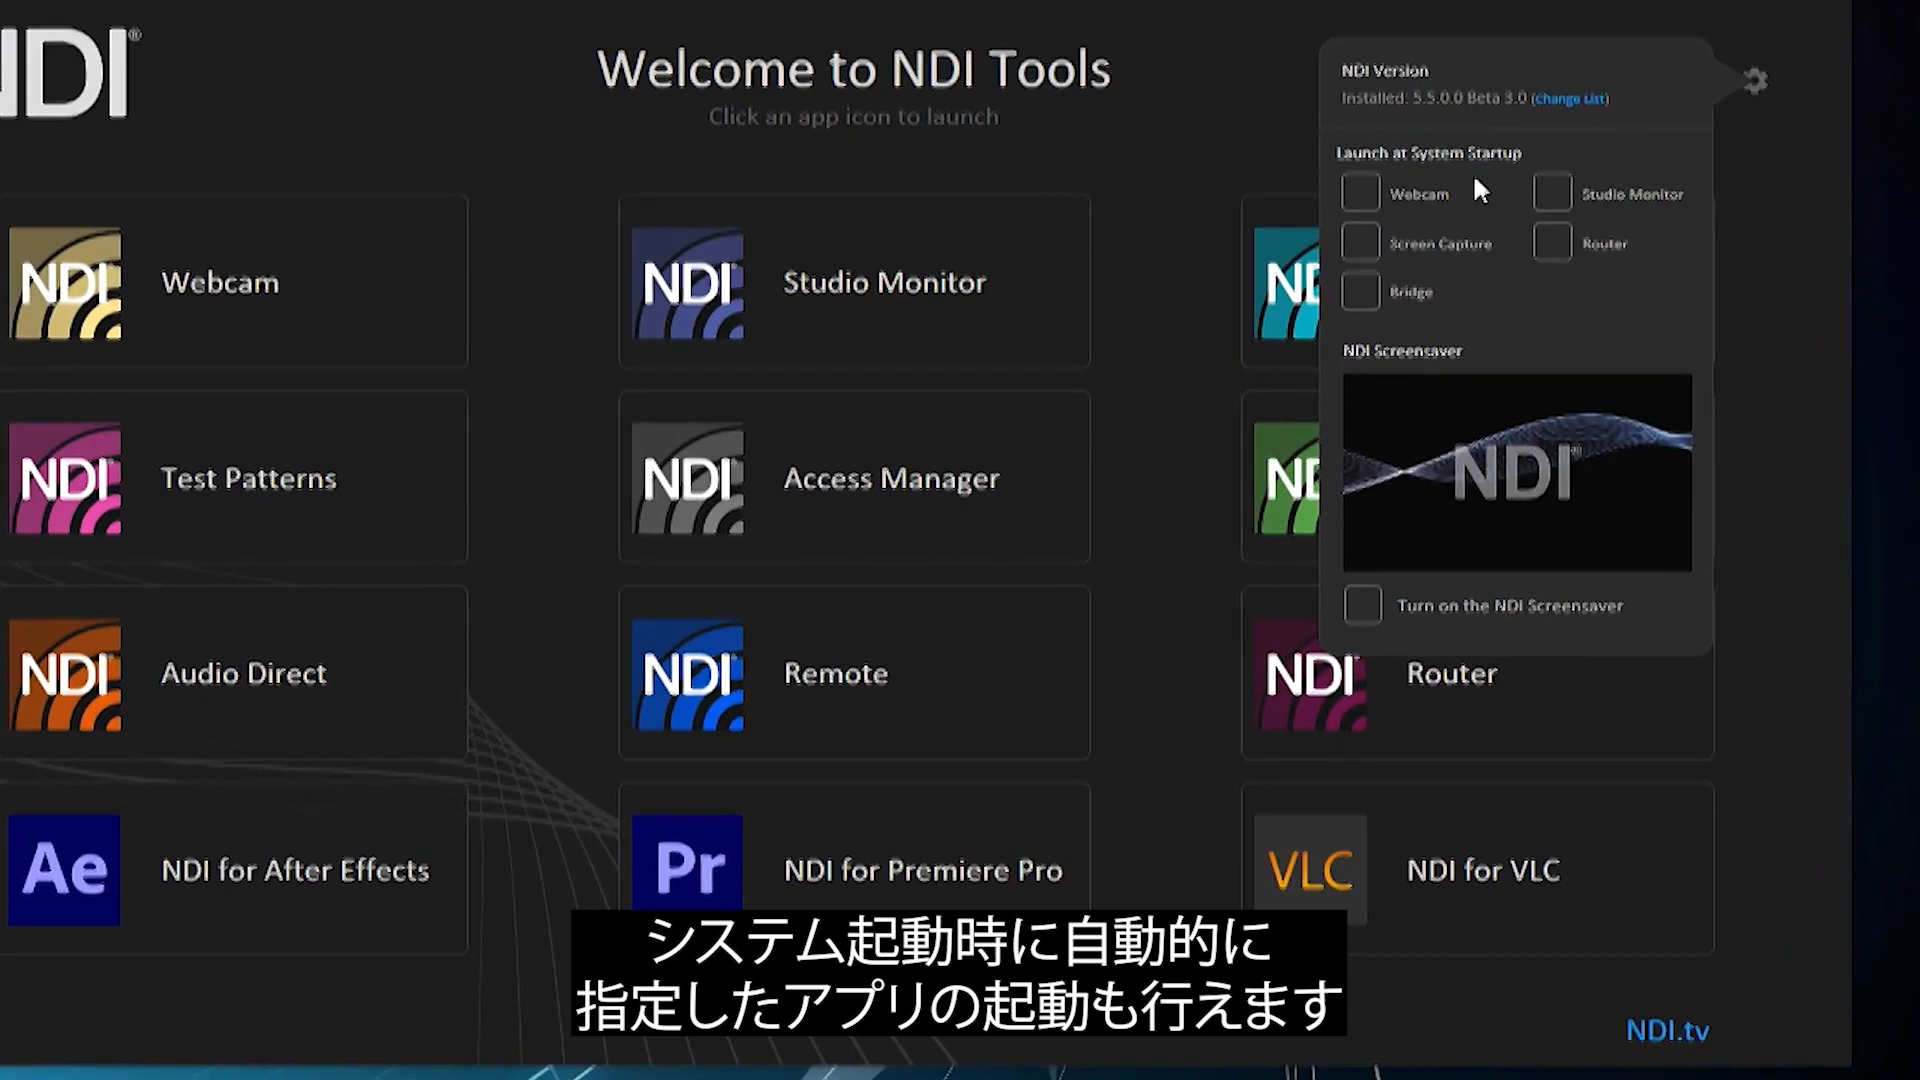 NDI®
Welcome to NDI Tools
Click an app icon to launch
NDI Version
Installed: 5.5.0.0 Beta 3.0 (Change List)
Launch at System Startup
Webcam
Studio Monitor
Screen Capture
Router
Bridge
NDI Screensaver
NDI®
Turn on the NDI Screensaver
NDI
Webcam
NDI
Studio Monitor
NDI
Test Patterns
NDI
Access Manager
NDI
Audio Direct
NDI
Remote
NDI
Router
Ae
NDI for After Effects
Pr
NDI for Premiere Pro
VLC
NDI for VLC
システム起動時に自動的に
指定したアプリの起動も行えます
NDI.tv